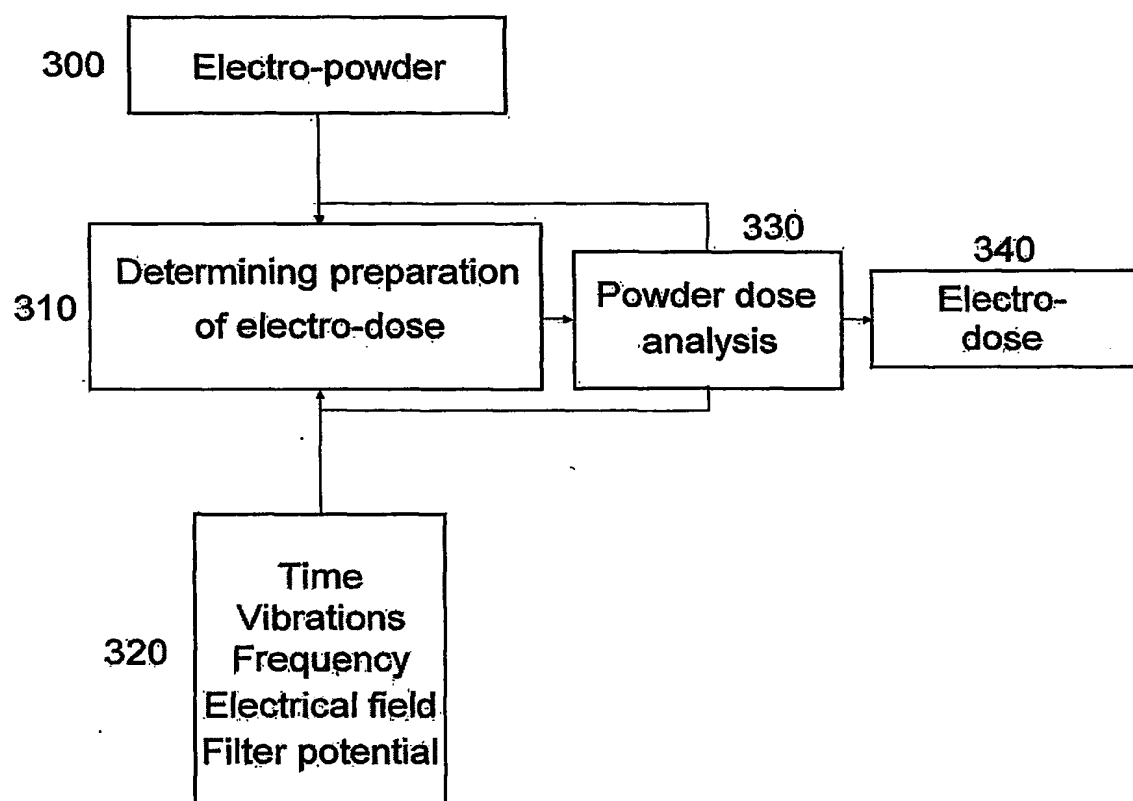 300
Electro-powder
310
Determining preparation
of electro-dose
330
Powder dose
analysis
340
Electro-
dose
320
Time
Vibrations
Frequency
Electrical field
Filter potential